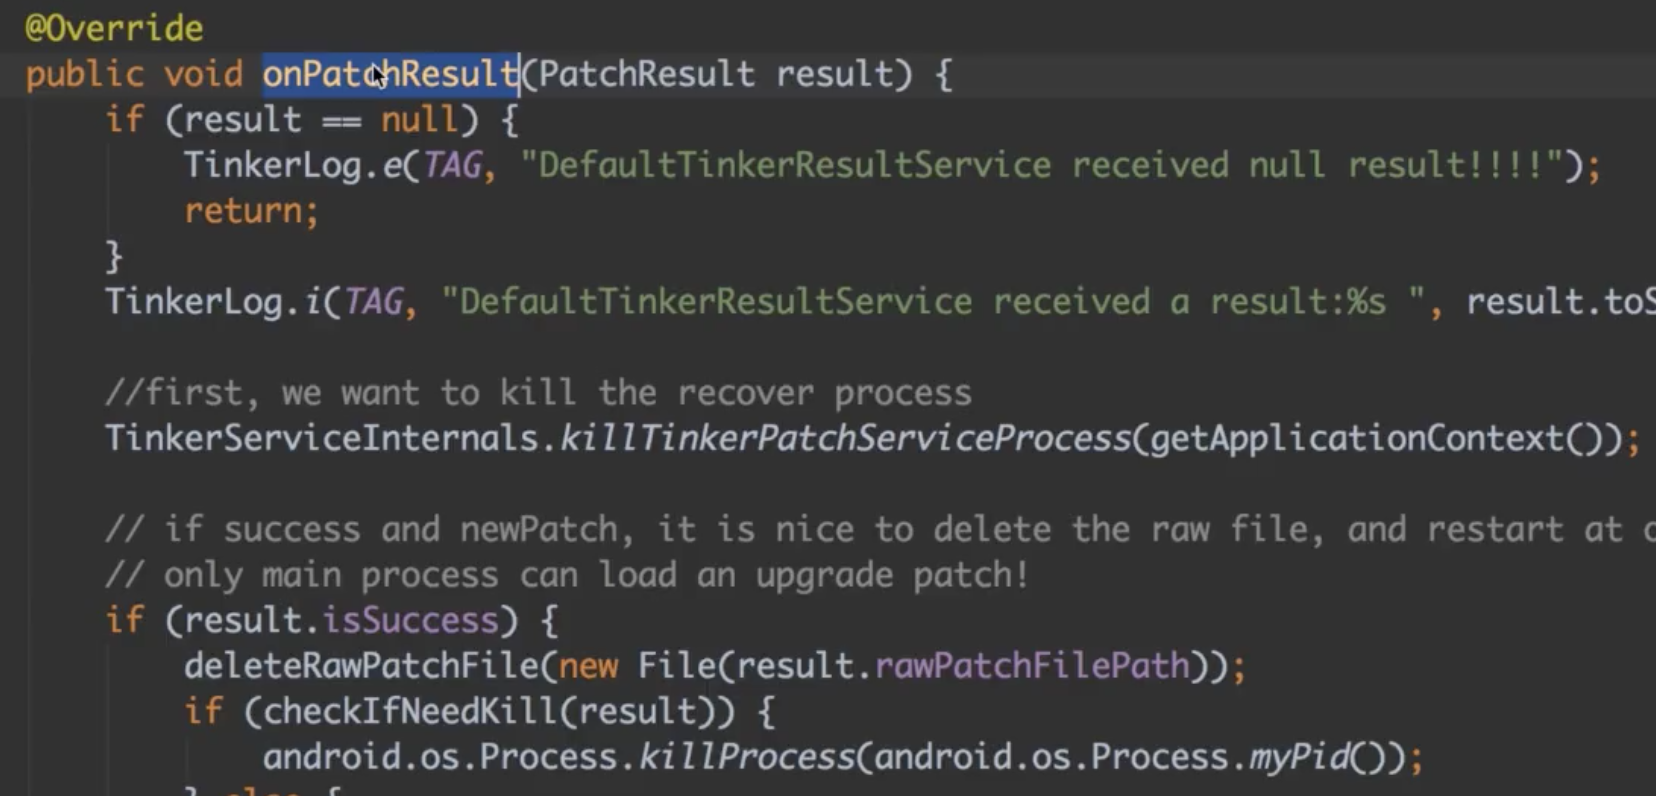 @Override
public void onPatchResult(PatchResult result) {
if (result == null) {
TinkerLog.e(TAG, "DefaultTinkerResultService received null result!!!!");
return;
}
TinkerLog.i(TAG, "DefaultTinkerResultService received a result:%s ", result.toS
//first, we want to kill the recover process
TinkerServiceInternals.killTinkerPatchServiceProcess(getApplicationContext());
// if success and newPatch, it is nice to delete the raw file, and restart at
// only main process can load an upgrade patch!
if (result.isSuccess) {
deleteRawPatchFile(new File(result.rawPatchFilePath));
if (checkIfNeedKill(result)) {
android.os.Process.killProcess(android.os.Process.myPid());
} else {